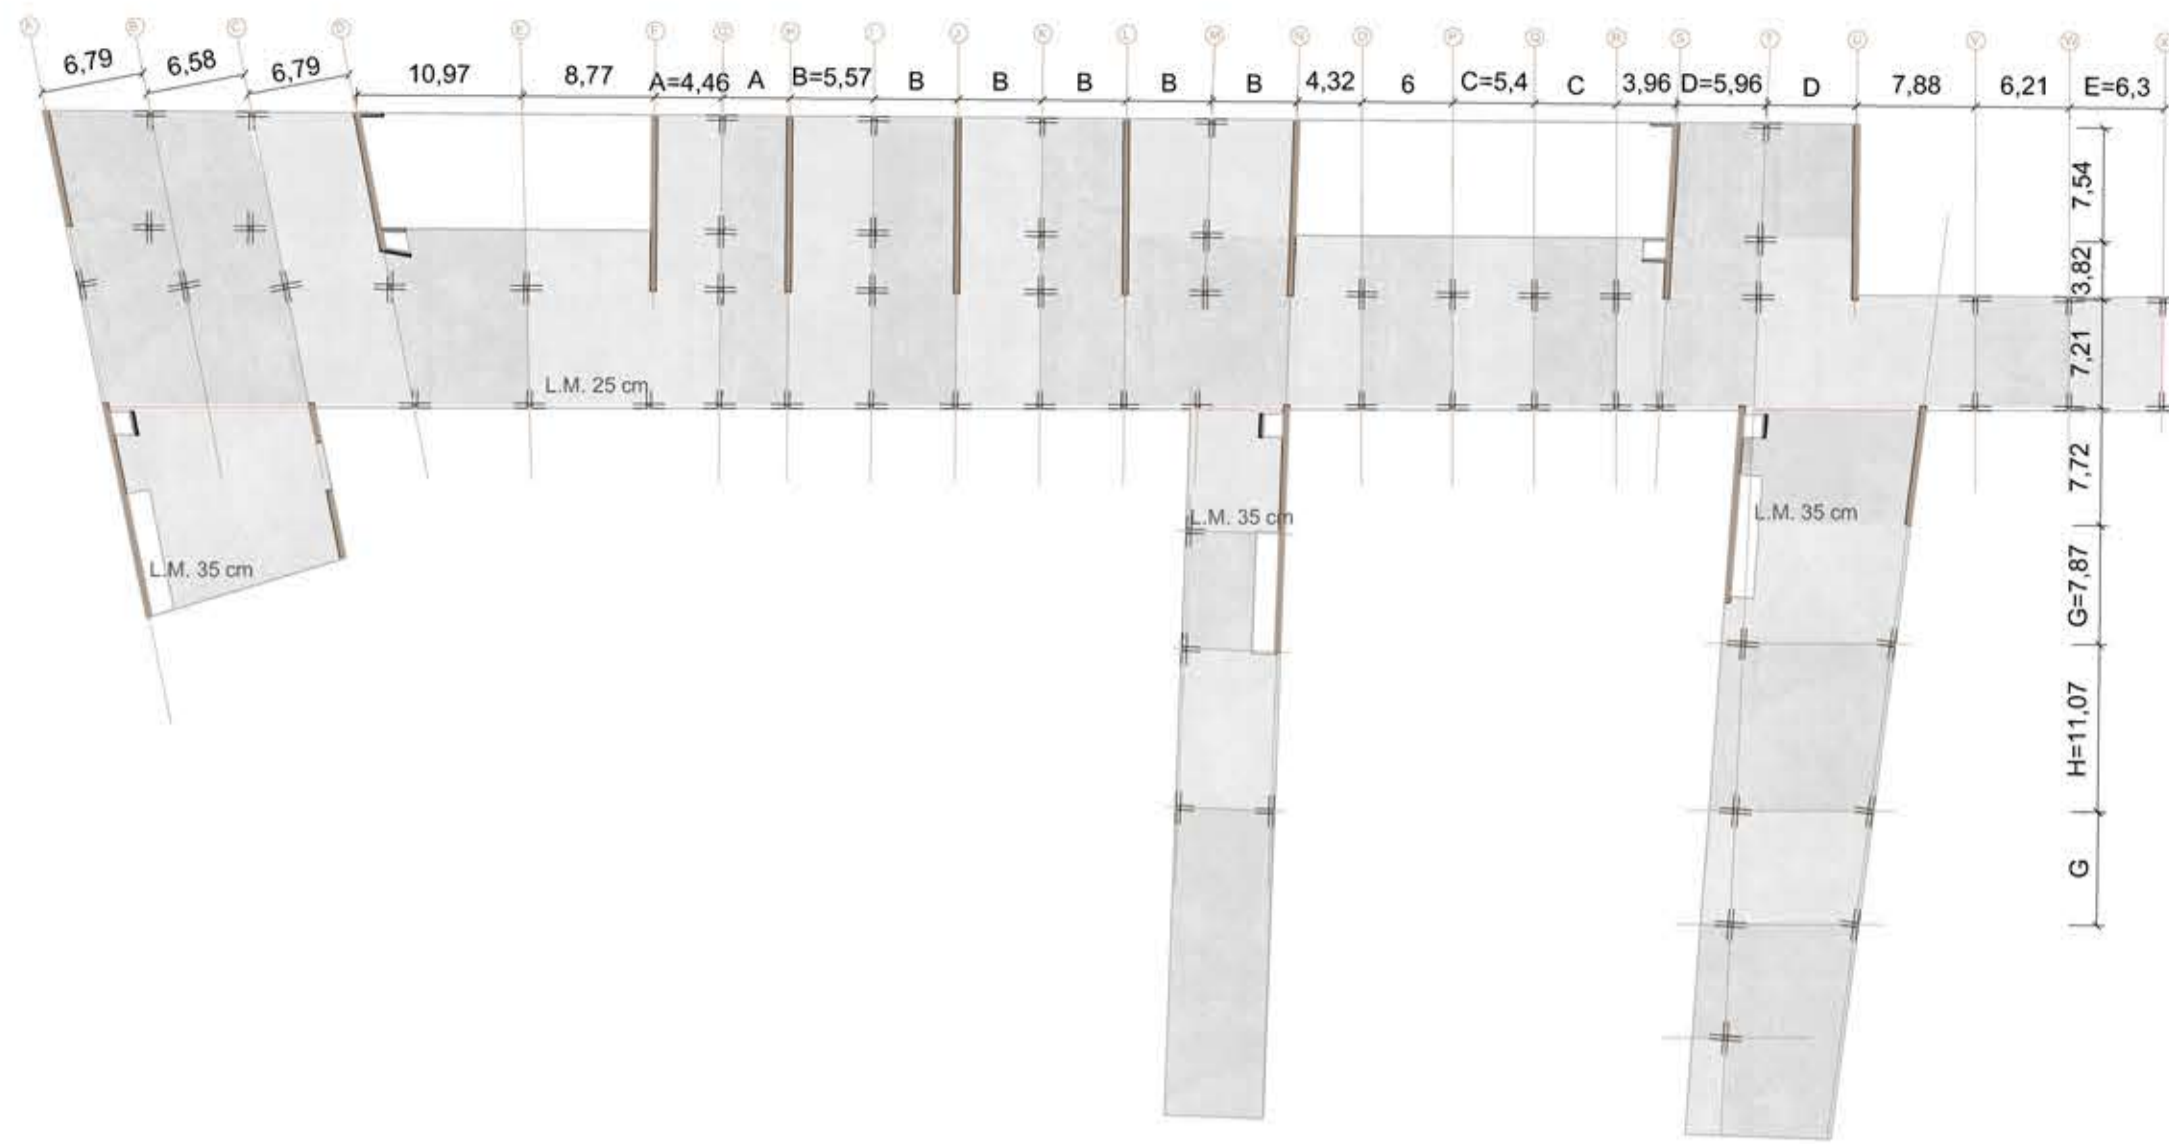 A B C D E F G H I J K L M N O P Q R S T U V W X
6,79 6,58 6,79 10,97 8,77 A=4,46 A B=5,57 B B B B B 4,32 6 C=5,4 C 3,96 D=5,96 D 7,88 6,21 E=6,3
7,54
3,82
7,21
L.M. 25 cm
7,72
L.M. 35 cm
L.M. 35 cm
L.M. 35 cm
G=7,87
H=11,07
G